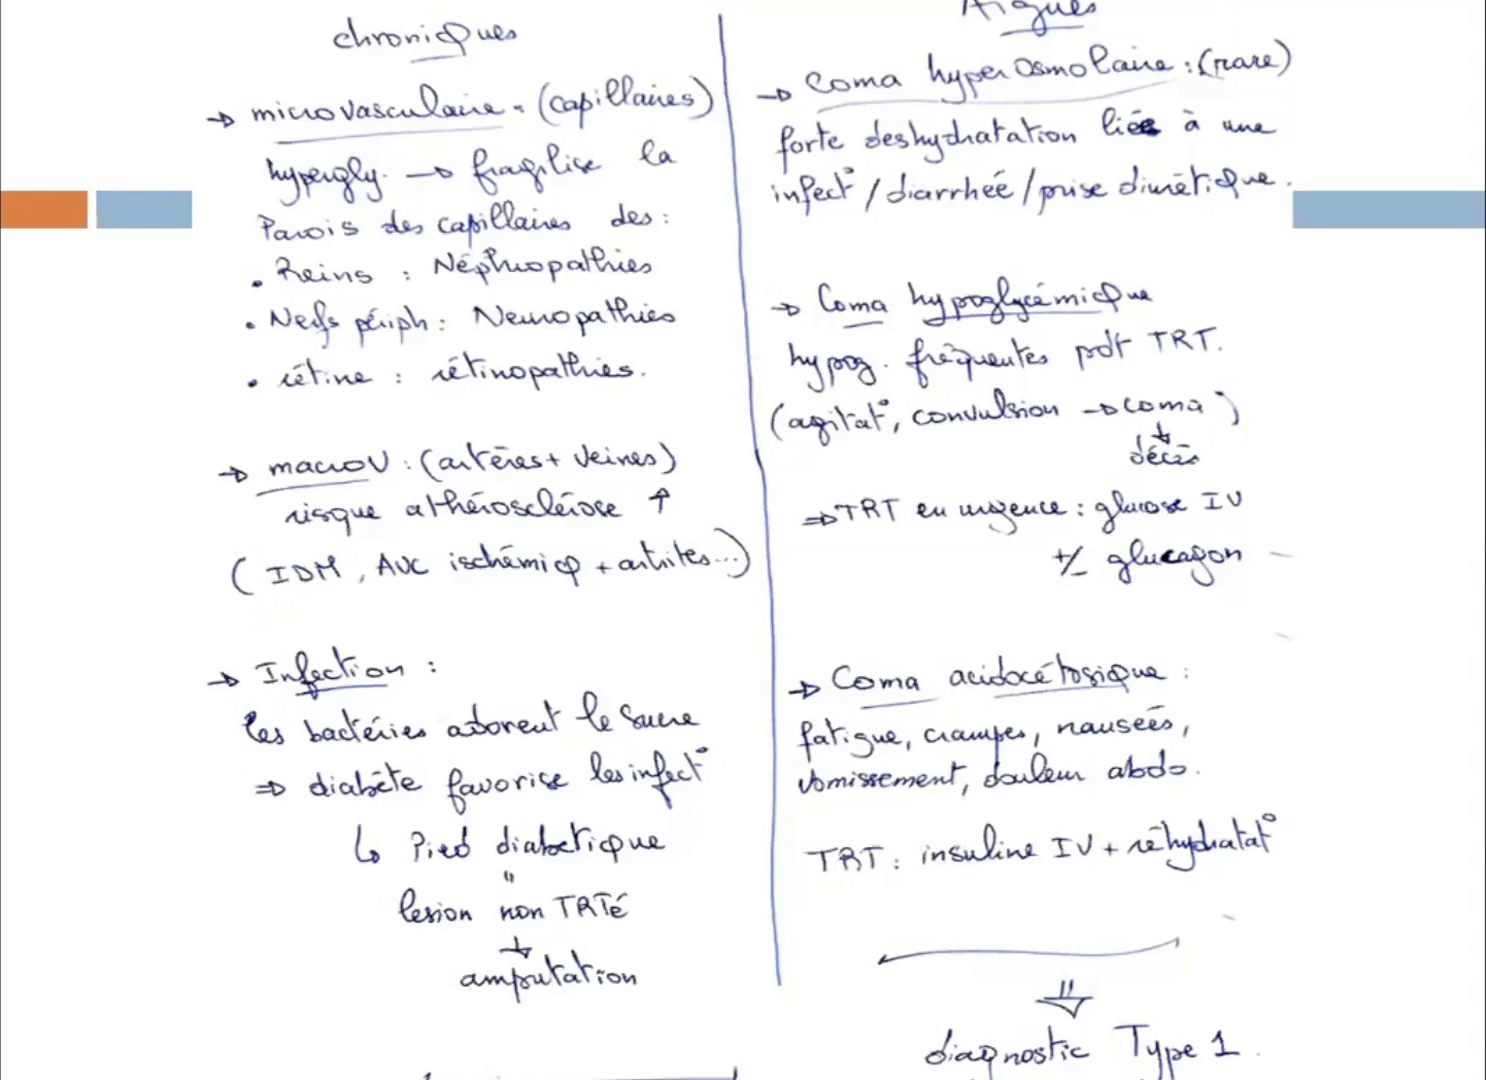 chroniques
→ microvasculaire = (capillaires)
hypergly. → fragilise la
Parois des capillaires des :
• Reins : Néphropathies
• Nerfs périph : Neuropathies
• rétine : rétinopathies.
→ macroV : (artères + veines)
risque athérosclérose ↑
(IDM, AVC ischémiq + artrites...)
→ Infection :
les bactéries adorent le sucre
⇒ diabète favorise les infect°
↳ Pied diabetique
"
lesion non TRTé
↓
amputation
Aigues
→ Coma hyperosmolaire : (rare)
forte deshydratation liée à une
infect° / diarrhée / prise diurétique.
→ Coma hypoglycémique
hypog. fréquentes pdt TRT.
(agitat°, convulsion → coma)
↓
décès
⇒ TRT en urgence : glucose IV
+/- glucagon
→ Coma acidocétosique :
fatigue, crampes, nauseés,
vomissement, douleur abdo.
TRT : insuline IV + réhydratat°
⇓
diagnostic Type 1.